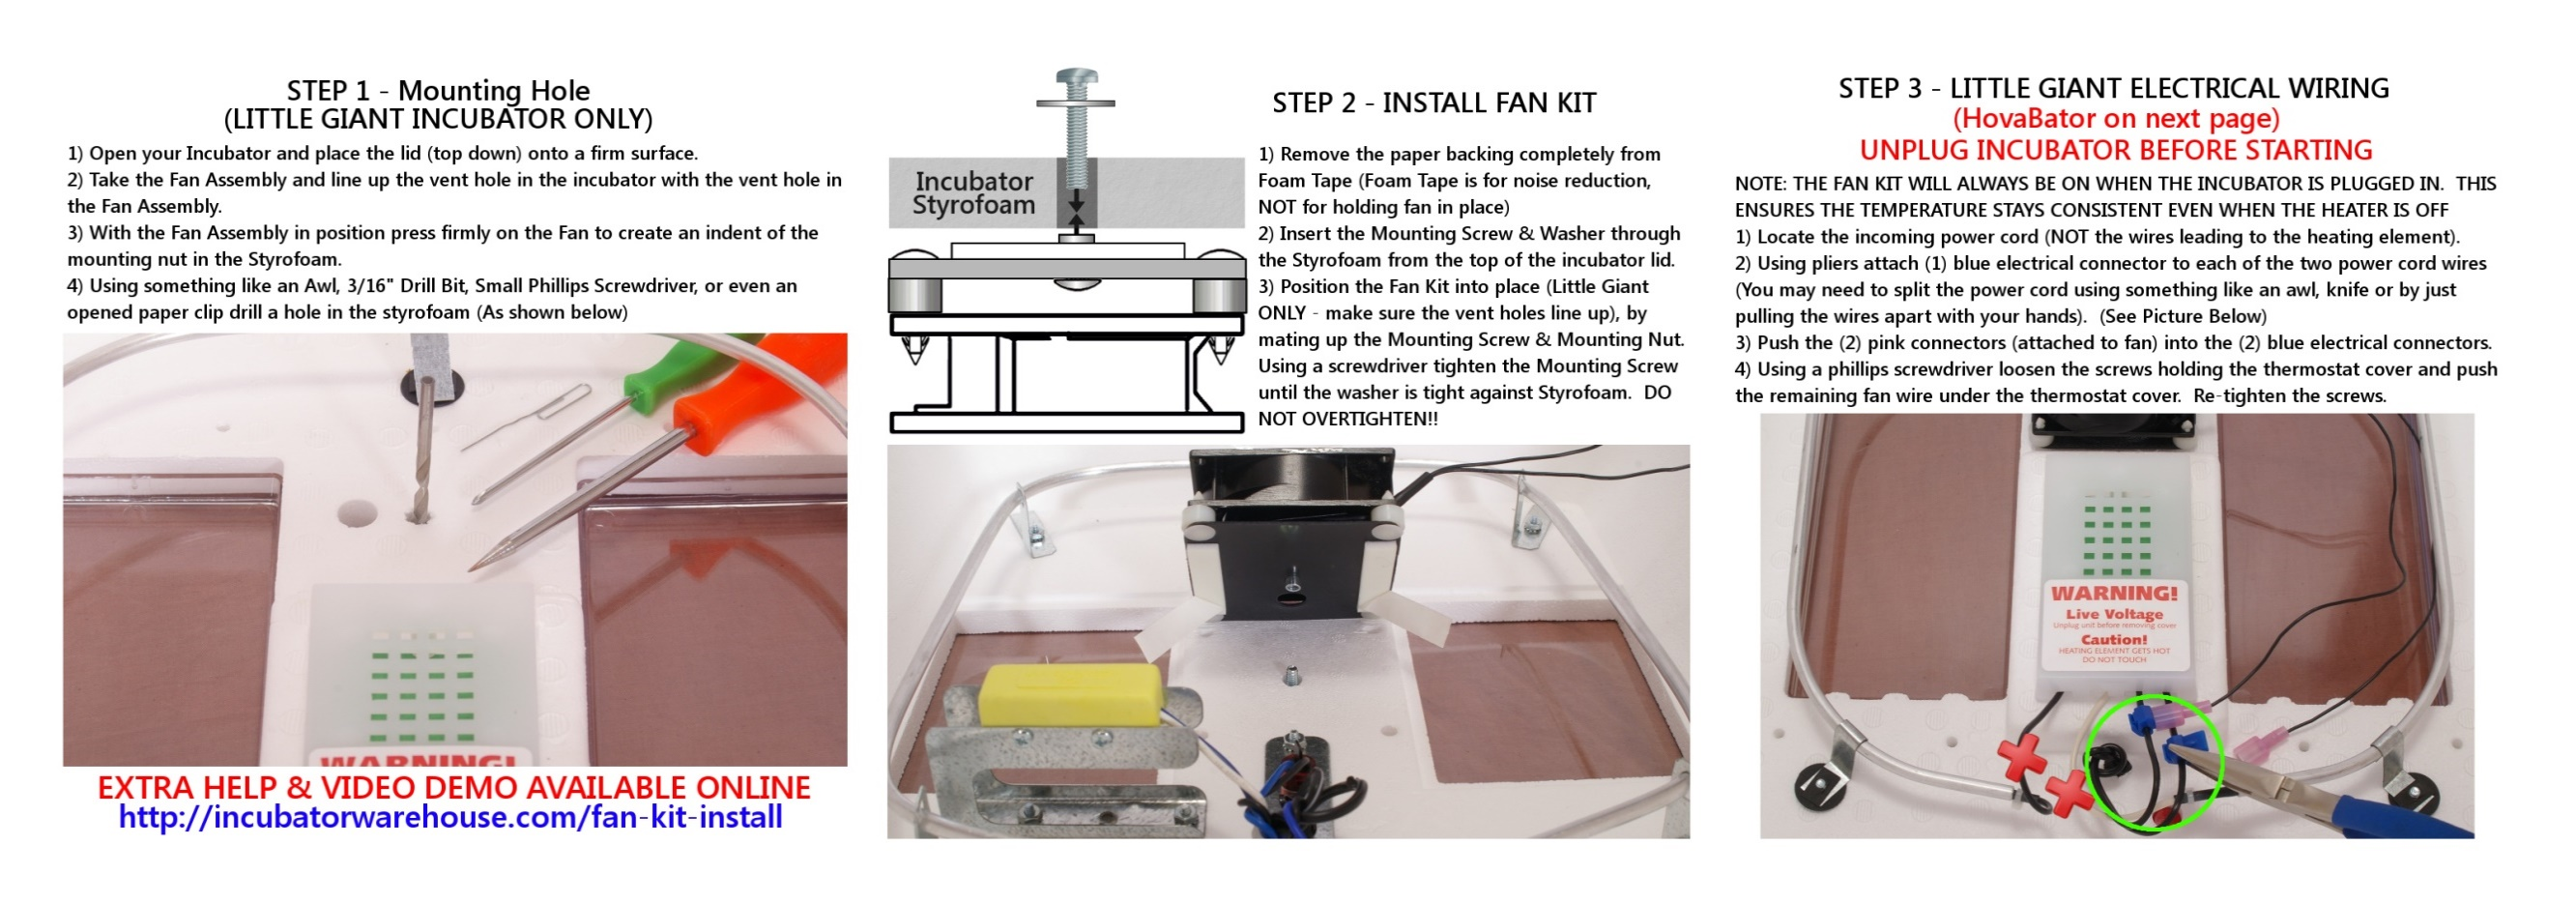 STEP 1 - Mounting Hole
(LITTLE GIANT INCUBATOR ONLY)
1) Open your Incubator and place the lid (top down) onto a firm surface.
2) Take the Fan Assembly and line up the vent hole in the incubator with the vent hole in
the Fan Assembly.
3) With the Fan Assembly in position press firmly on the Fan to create an indent of the
mounting nut in the Styrofoam.
4) Using something like an Awl, 3/16" Drill Bit, Small Phillips Screwdriver, or even an
opened paper clip drill a hole in the styrofoam (As shown below)
WARNING!
EXTRA HELP & VIDEO DEMO AVAILABLE ONLINE
http://incubatorwarehouse.com/fan-kit-install
Incubator
Styrofoam
STEP 2 - INSTALL FAN KIT
1) Remove the paper backing completely from
Foam Tape (Foam Tape is for noise reduction,
NOT for holding fan in place)
2) Insert the Mounting Screw & Washer through
the Styrofoam from the top of the incubator lid.
3) Position the Fan Kit into place (Little Giant
ONLY - make sure the vent holes line up), by
mating up the Mounting Screw & Mounting Nut.
Using a screwdriver tighten the Mounting Screw
until the washer is tight against Styrofoam.  DO
NOT OVERTIGHTEN!!
STEP 3 - LITTLE GIANT ELECTRICAL WIRING
(HovaBator on next page)
UNPLUG INCUBATOR BEFORE STARTING
NOTE: THE FAN KIT WILL ALWAYS BE ON WHEN THE INCUBATOR IS PLUGGED IN.  THIS
ENSURES THE TEMPERATURE STAYS CONSISTENT EVEN WHEN THE HEATER IS OFF
1) Locate the incoming power cord (NOT the wires leading to the heating element).
2) Using pliers attach (1) blue electrical connector to each of the two power cord wires
(You may need to split the power cord using something like an awl, knife or by just
pulling the wires apart with your hands).  (See Picture Below)
3) Push the (2) pink connectors (attached to fan) into the (2) blue electrical connectors.
4) Using a phillips screwdriver loosen the screws holding the thermostat cover and push
the remaining fan wire under the thermostat cover.  Re-tighten the screws.
WARNING!
Live Voltage
Unplug unit before removing cover
Caution!
HEATING ELEMENT GETS HOT
DO NOT TOUCH